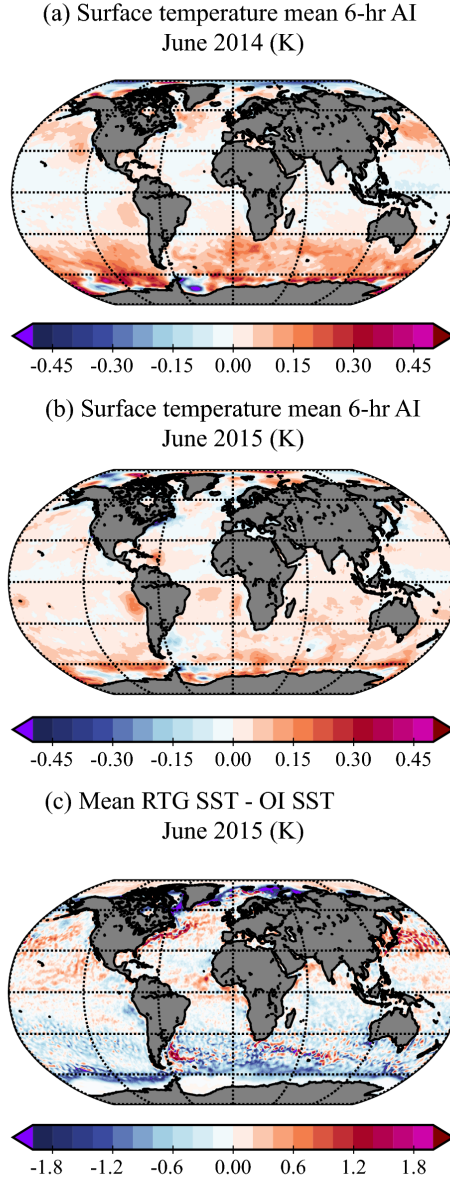 (a) Surface temperature mean 6-hr AI
June 2014 (K)
-0.45 -0.30 -0.15 0.00 0.15 0.30 0.45
(b) Surface temperature mean 6-hr AI
June 2015 (K)
-0.45 -0.30 -0.15 0.00 0.15 0.30 0.45
(c) Mean RTG SST - OI SST
June 2015 (K)
-1.8 -1.2 -0.6 0.00 0.6 1.2 1.8